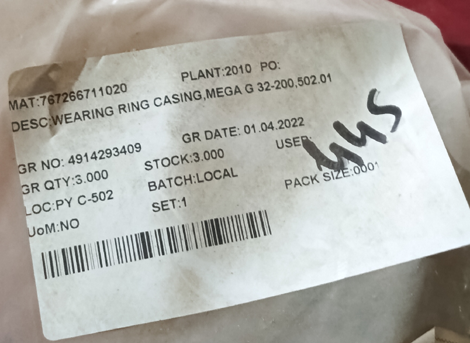 MAT:767266711020 PLANT:2010 PO:
DESC:WEARING RING CASING,MEGA G 32-200,502.01
GR NO: 4914293409 GR DATE: 01.04.2022
GR QTY:3.000 STOCK:3.000 USER:
LOC:PY C-502 BATCH:LOCAL PACK SIZE:0001
UoM:NO SET:1